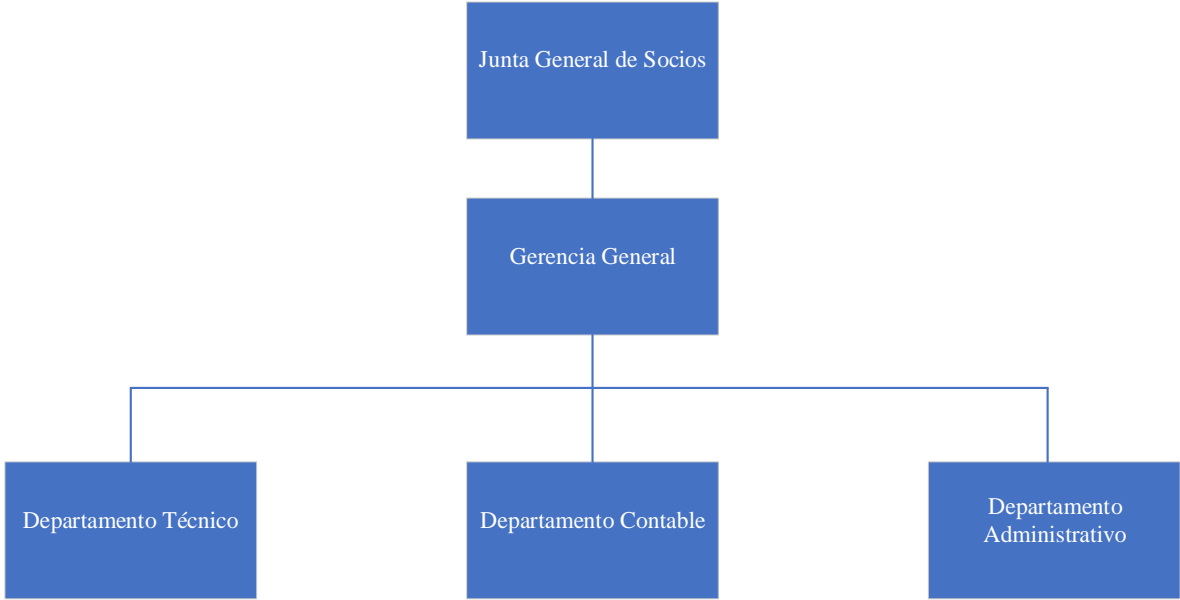 Junta General de Socios
Gerencia General
Departamento Técnico
Departamento Contable
Departamento
Administrativo